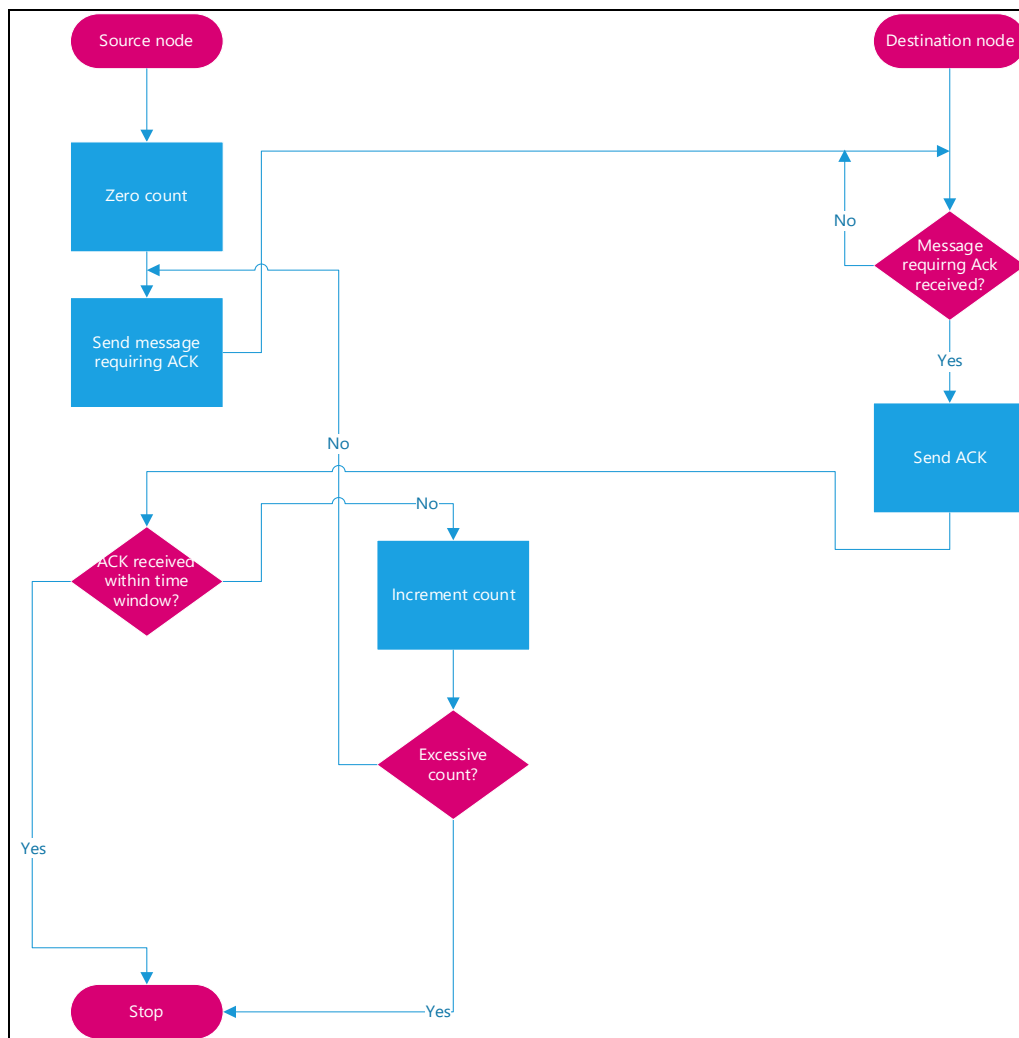 Source node
Destination node
Zero count
No
Message
requirng Ack
received?
Send message
requiring ACK
Yes
No
Send ACK
No
ACK received
within time
window?
Increment count
Excessive
count?
Yes
Stop
Yes